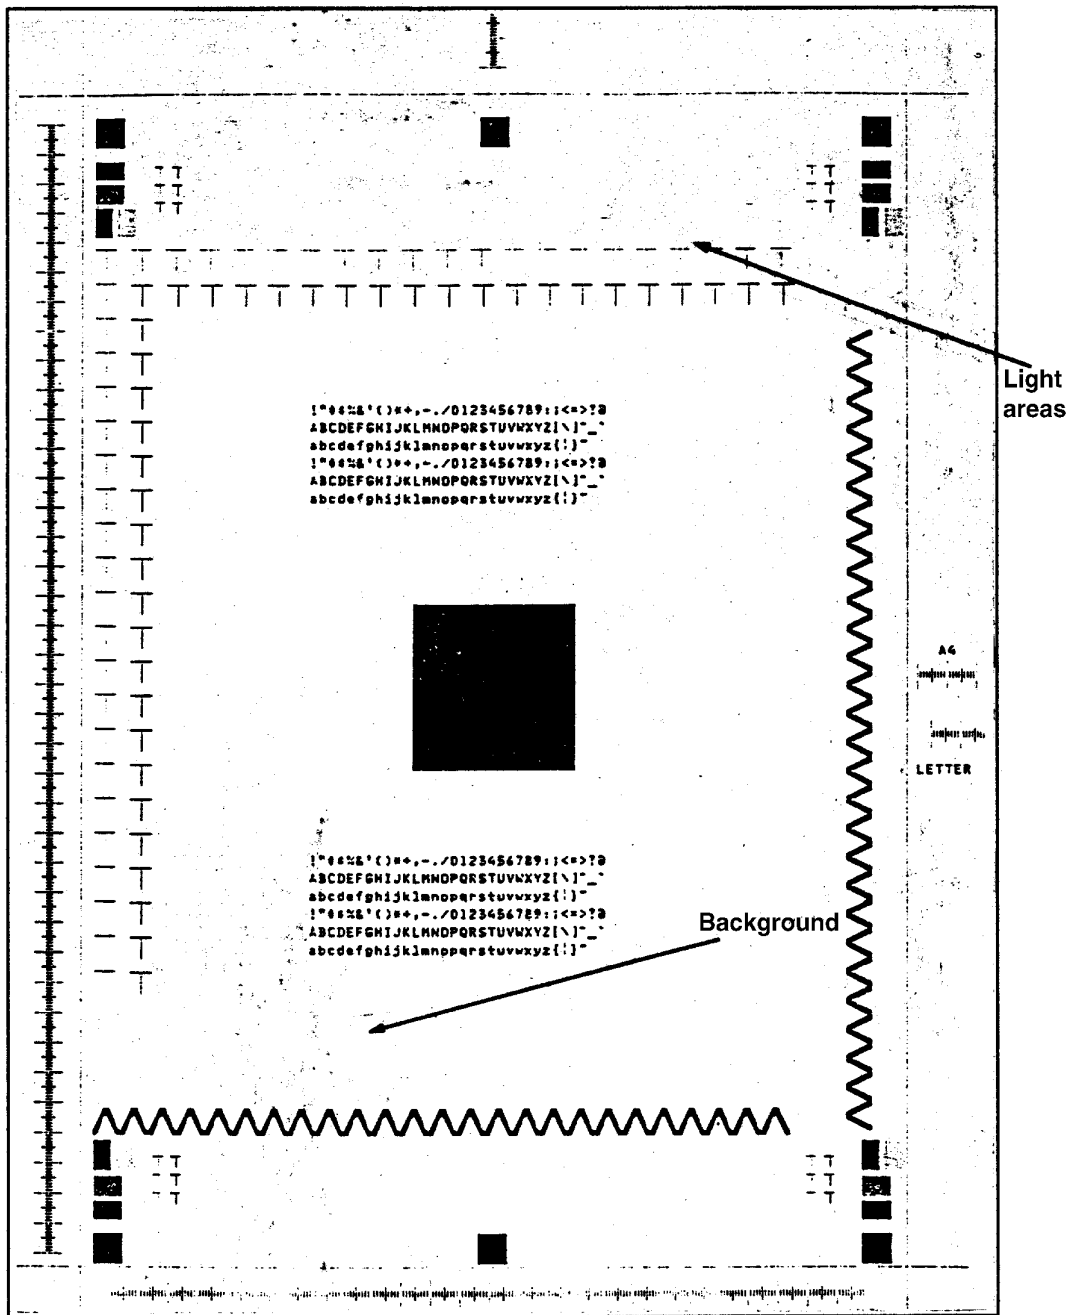 Light
areas
!"#$%&'()*+,-./0123456789:;<=>?@
ABCDEFGHIJKLMNOPQRSTUVWXYZ[\]^_`
abcdefghijklmnopqrstuvwxyz{|}~
!"#$%&'()*+,-./0123456789:;<=>?@
ABCDEFGHIJKLMNOPQRSTUVWXYZ[\]^_`
abcdefghijklmnopqrstuvwxyz{|}~
A4
LETTER
!"#$%&'()*+,-./0123456789:;<=>?@
ABCDEFGHIJKLMNOPQRSTUVWXYZ[\]^_`
abcdefghijklmnopqrstuvwxyz{|}~
!"#$%&'()*+,-./0123456789:;<=>?@
ABCDEFGHIJKLMNOPQRSTUVWXYZ[\]^_`
abcdefghijklmnopqrstuvwxyz{|}~
Background